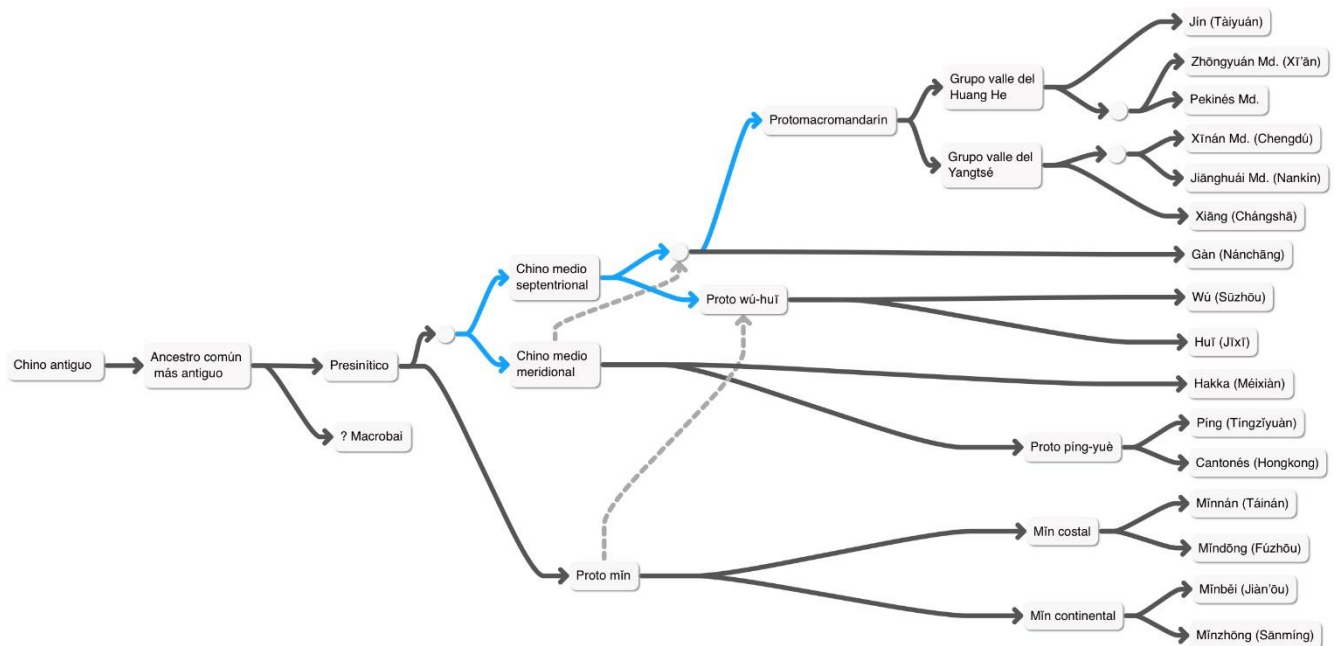 Jín (Tàiyuán)
Zhōngyuán Md. (Xī'ān)
Grupo valle del
Huang He
Pekinés Md.
Protomacromandarín
Xīnán Md. (Chengdú)
Grupo valle del
Yangtsé
Jiānghuái Md. (Nankín)
Xiāng (Chángshā)
Gàn (Nánchāng)
Chino medio
septentrional
Proto wú-huī
Wú (Sūzhōu)
Huī (Jīxī)
Chino antiguo
Ancestro común
más antiguo
Presinítico
Chino medio
meridional
Hakka (Méixiàn)
? Macrobai
Píng (Tíngzǐyuàn)
Proto píng-yuè
Cantonés (Hongkong)
Mǐnnán (Táinán)
Mǐn costal
Mǐndōng (Fúzhōu)
Proto mǐn
Mǐnběi (Jiàn'ōu)
Mǐn continental
Mǐnzhōng (Sānmíng)